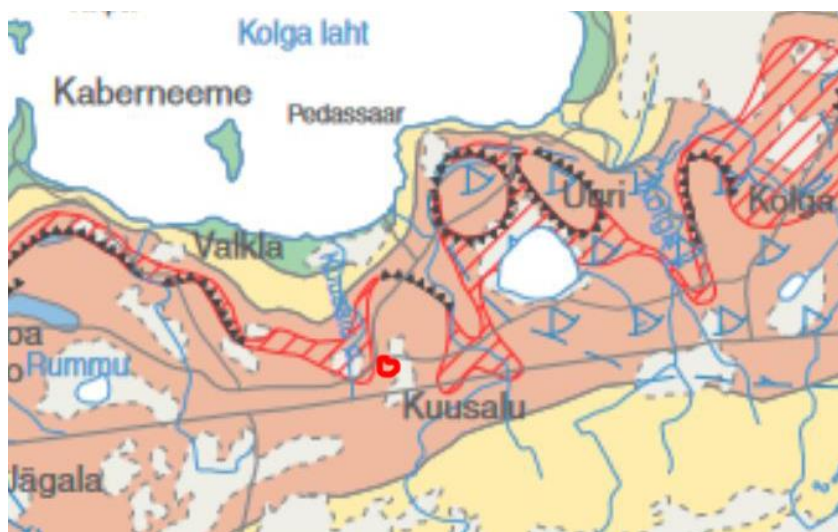 Kolga laht
Kaberneeme
Pedassaar
Uuri
Kolga
Valkla
Rummu
Kuusalu
Jägala